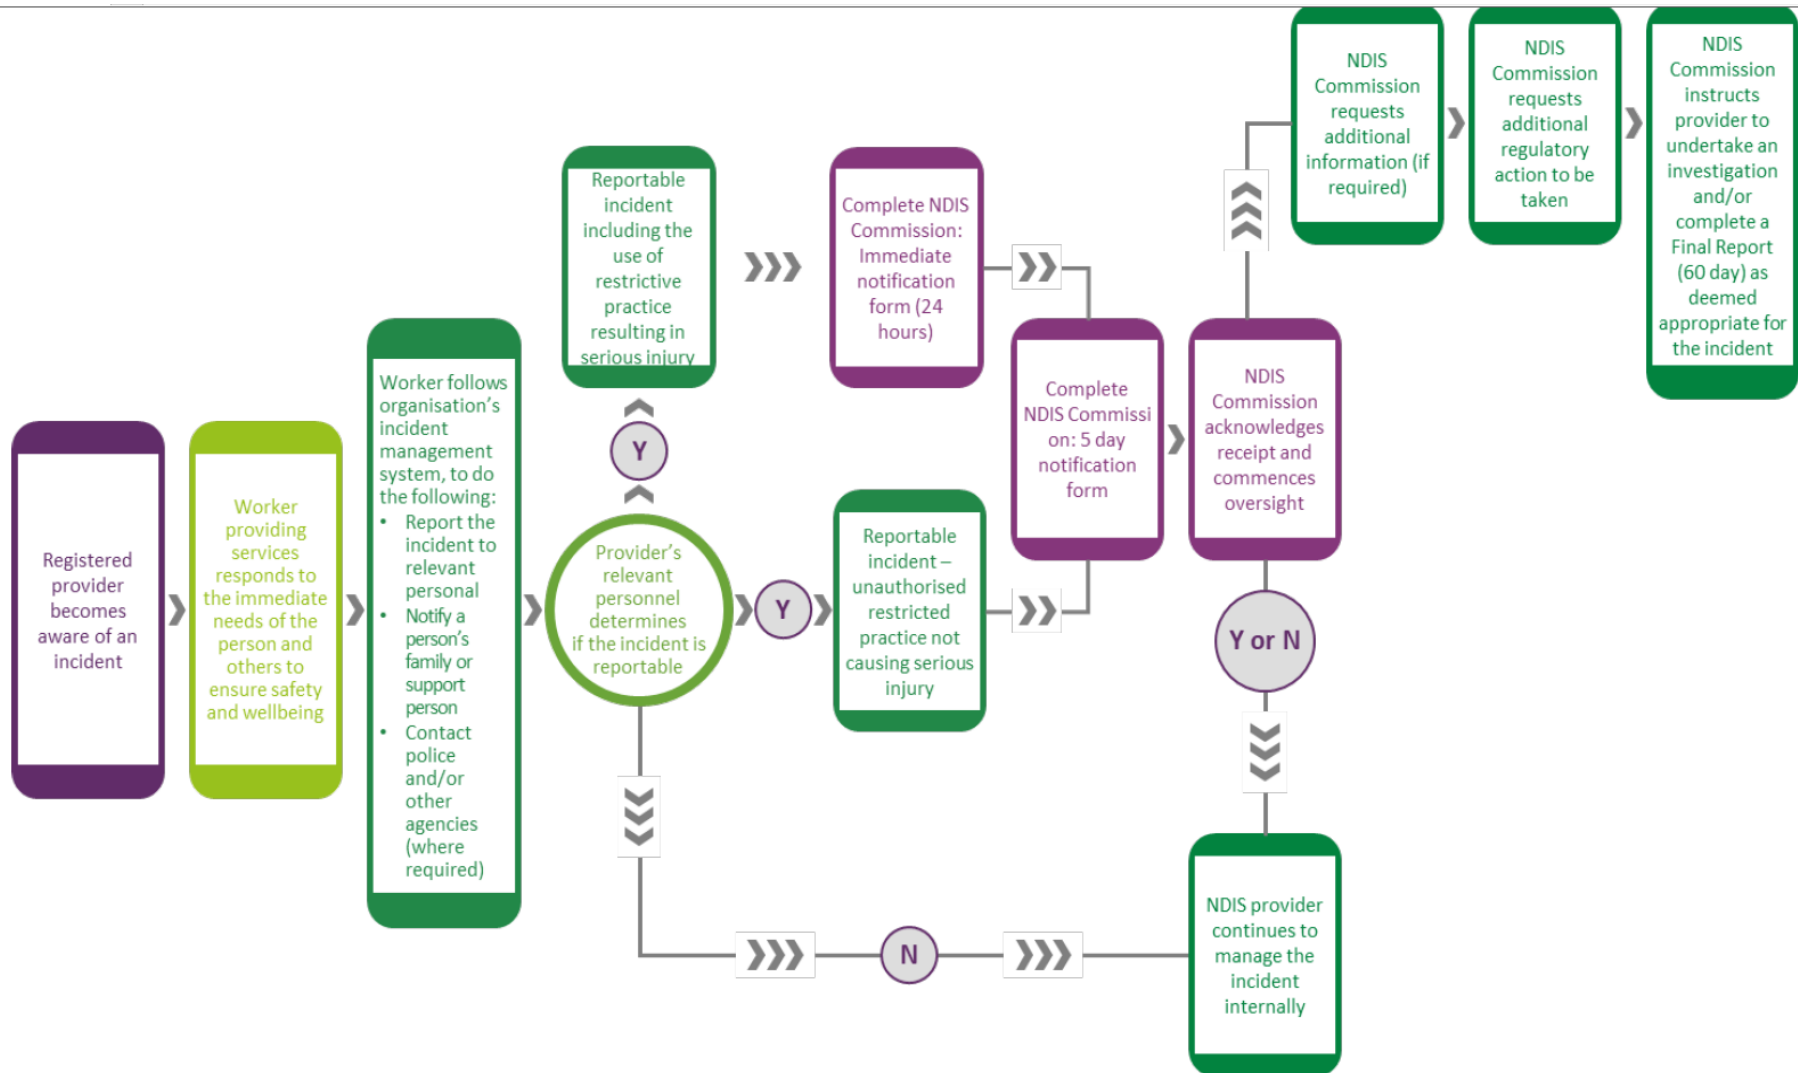 Registered
provider
becomes
aware of an
incident
Worker
providing
services
responds to
the immediate
needs of the
person and
others to
ensure safety
and wellbeing
Worker follows
organisation’s
incident
management
system, to do
the following:
• Report the
incident to
relevant
personal
• Notify a
person’s
family or
support
person
• Contact
police
and/or
other
agencies
(where
required)
Provider’s
relevant
personnel
determines
if the incident is
reportable
Y
Reportable
incident
including the
use of
restrictive
practice
resulting in
serious injury
Complete NDIS
Commission:
Immediate
notification
form (24
hours)
Y
Reportable
incident –
unauthorised
restricted
practice not
causing serious
injury
Complete
NDIS Commissi
on: 5 day
notification
form
NDIS
Commission
acknowledges
receipt and
commences
oversight
NDIS
Commission
requests
additional
information (if
required)
NDIS
Commission
requests
additional
regulatory
action to be
taken
NDIS
Commission
instructs
provider to
undertake an
investigation
and/or
complete a
Final Report
(60 day) as
deemed
appropriate for
the incident
Y or N
N
NDIS provider
continues to
manage the
incident
internally